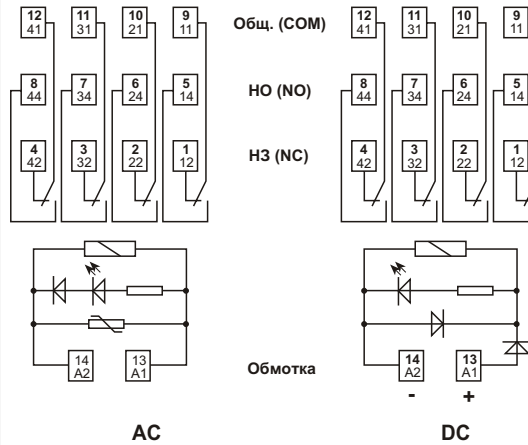 12 11 10 9 12 11 10 9
41 31 21 11 Общ. (COM) 41 31 21 11
8 7 6 5 8 7 6 5
44 34 24 14 НО (NO) 44 34 24 14
4 3 2 1 4 3 2 1
42 32 22 12 НЗ (NC) 42 32 22 12
14 13 14 13
A2 A1 Обмотка A2 A1
- +
AC DC